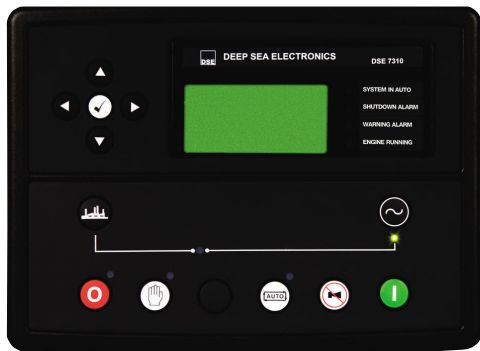 DSE DEEP SEA ELECTRONICS DSE 7310
SYSTEM IN AUTO
SHUTDOWN ALARM
WARNING ALARM
ENGINE RUNNING
O AUTO I